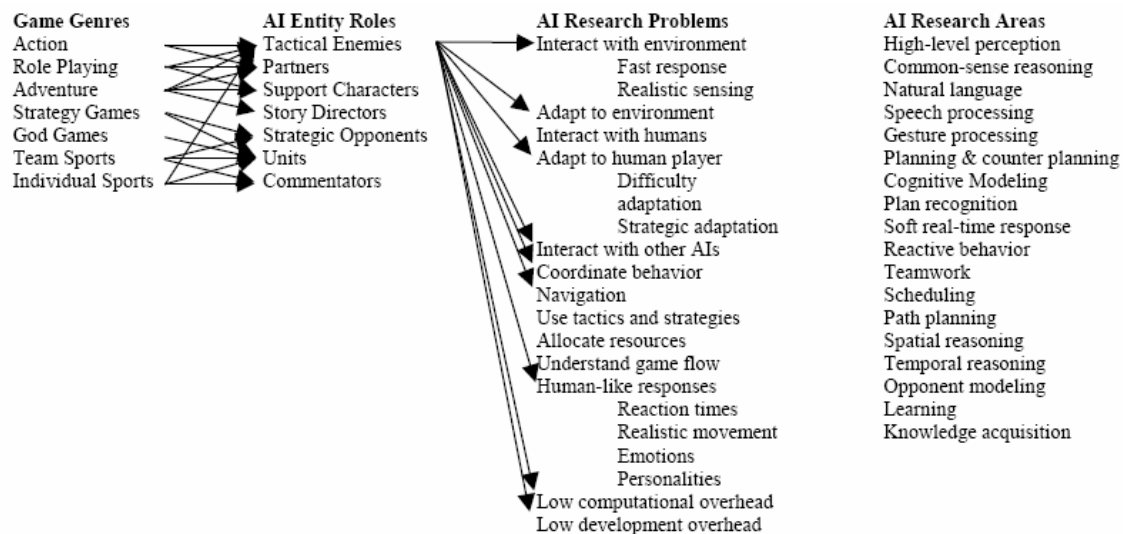 Game Genres
Action
Role Playing
Adventure
Strategy Games
God Games
Team Sports
Individual Sports
AI Entity Roles
Tactical Enemies
Partners
Support Characters
Story Directors
Strategic Opponents
Units
Commentators
AI Research Problems
Interact with environment
Fast response
Realistic sensing
Adapt to environment
Interact with humans
Adapt to human player
Difficulty
adaptation
Strategic adaptation
Interact with other AIs
Coordinate behavior
Navigation
Use tactics and strategies
Allocate resources
Understand game flow
Human-like responses
Reaction times
Realistic movement
Emotions
Personalities
Low computational overhead
Low development overhead
AI Research Areas
High-level perception
Common-sense reasoning
Natural language
Speech processing
Gesture processing
Planning & counter planning
Cognitive Modeling
Plan recognition
Soft real-time response
Reactive behavior
Teamwork
Scheduling
Path planning
Spatial reasoning
Temporal reasoning
Opponent modeling
Learning
Knowledge acquisition